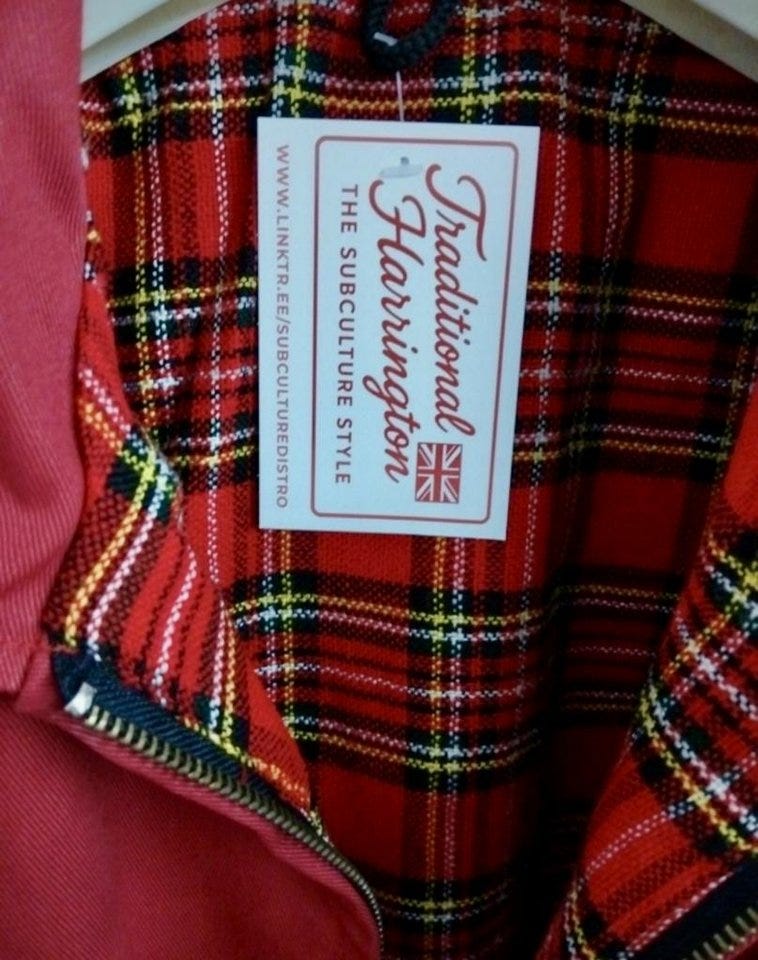 Traditional
Harrington
THE SUBCULTURE STYLE
WWW.LINKTR.EE/SUBCULTUREDISTRO